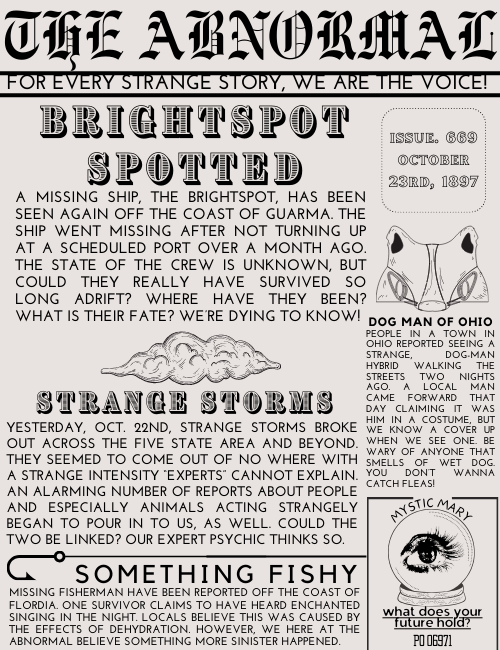 THE ABNORMAL
FOR EVERY STRANGE STORY, WE ARE THE VOICE!
BRIGHTSPOT
SPOTTED
A MISSING SHIP, THE BRIGHTSPOT, HAS BEEN
SEEN AGAIN OFF THE COAST OF GUARMA. THE
SHIP WENT MISSING AFTER NOT TURNING UP
AT A SCHEDULED PORT OVER A MONTH AGO.
THE STATE OF THE CREW IS UNKNOWN, BUT
COULD THEY REALLY HAVE SURVIVED SO
LONG ADRIFT? WHERE HAVE THEY BEEN?
WHAT IS THEIR FATE? WE'RE DYING TO KNOW!
STRANGE STORMS
YESTERDAY, OCT. 22ND, STRANGE STORMS BROKE
OUT ACROSS THE FIVE STATE AREA AND BEYOND.
THEY SEEMED TO COME OUT OF NO WHERE WITH
A STRANGE INTENSITY "EXPERTS" CANNOT EXPLAIN.
AN ALARMING NUMBER OF REPORTS ABOUT PEOPLE
AND ESPECIALLY ANIMALS ACTING STRANGELY
BEGAN TO POUR IN TO US, AS WELL. COULD THE
TWO BE LINKED? OUR EXPERT PSYCHIC THINKS SO.
SOMETHING FISHY
MISSING FISHERMAN HAVE BEEN REPORTED OFF THE COAST OF
FLORDIA. ONE SURVIVOR CLAIMS TO HAVE HEARD ENCHANTED
SINGING IN THE NIGHT. LOCALS BELIEVE THIS WAS CAUSED BY
THE EFFECTS OF DEHYDRATION. HOWEVER, WE HERE AT THE
ABNORMAL BELIEVE SOMETHING MORE SINISTER HAPPENED.
ISSUE. 669
OCTOBER
23RD, 1897
DOG MAN OF OHIO
PEOPLE IN A TOWN IN
OHIO REPORTED SEEING A
STRANGE, DOG-MAN
HYBRID WALKING THE
STREETS TWO NIGHTS
AGO. A LOCAL MAN
CAME FORWARD THAT
DAY CLAIMING IT WAS
HIM IN A COSTUME, BUT
WE KNOW A COVER UP
WHEN WE SEE ONE. BE
WARY OF ANYONE THAT
SMELLS OF WET DOG.
YOU DON'T WANNA
CATCH FLEAS!
MYSTIC MARY
what does your
future hold?
PO 06971